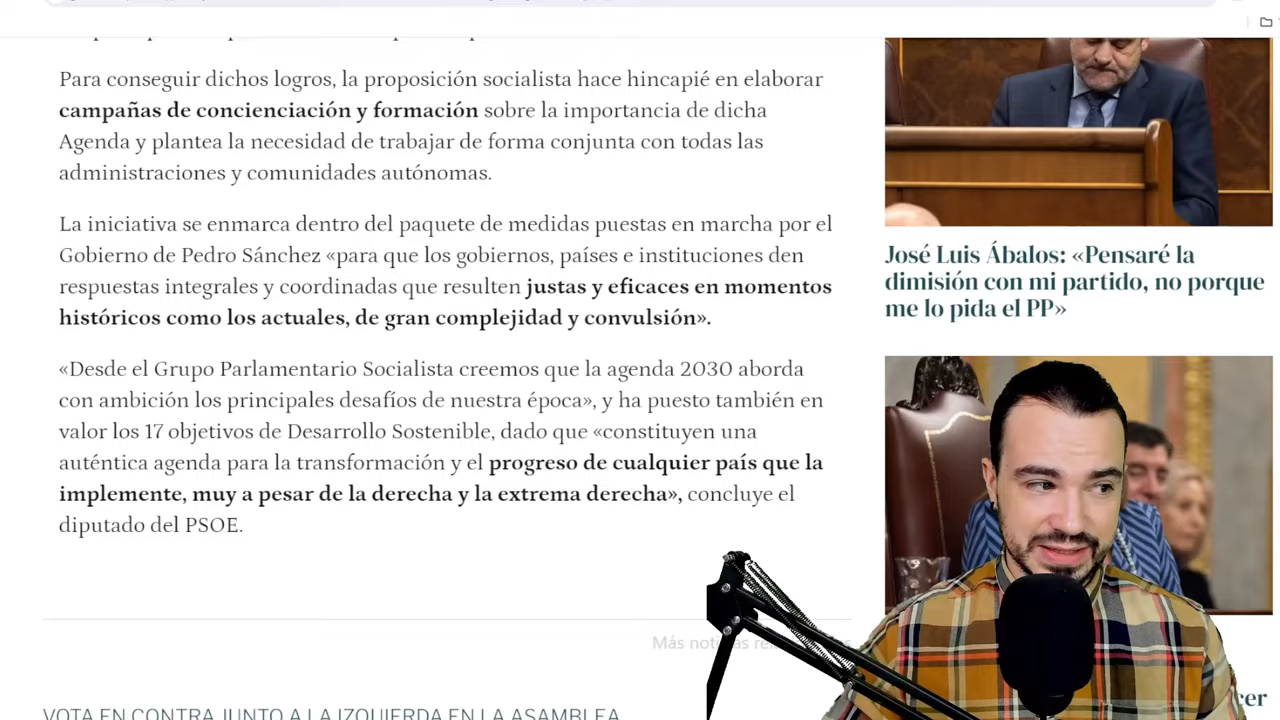 Para conseguir dichos logros, la proposición socialista hace hincapié en elaborar
campañas de concienciación y formación sobre la importancia de dicha
Agenda y plantea la necesidad de trabajar de forma conjunta con todas las
administraciones y comunidades autónomas.
La iniciativa se enmarca dentro del paquete de medidas puestas en marcha por el
Gobierno de Pedro Sánchez «para que los gobiernos, países e instituciones den
respuestas integrales y coordinadas que resulten justas y eficaces en momentos
históricos como los actuales, de gran complejidad y convulsión».
«Desde el Grupo Parlamentario Socialista creemos que la agenda 2030 aborda
con ambición los principales desafíos de nuestra época», y ha puesto también en
valor los 17 objetivos de Desarrollo Sostenible, dado que «constituyen una
auténtica agenda para la transformación y el progreso de cualquier país que la
implemente, muy a pesar de la derecha y la extrema derecha», concluye el
diputado del PSOE.
Más
VOTA EN CONTRA JUNTO A LA IZQUIERDA EN LA ASAMBLEA
José Luis Ábalos: «Pensaré la
dimisión con mi partido, no porque
me lo pida el PP»